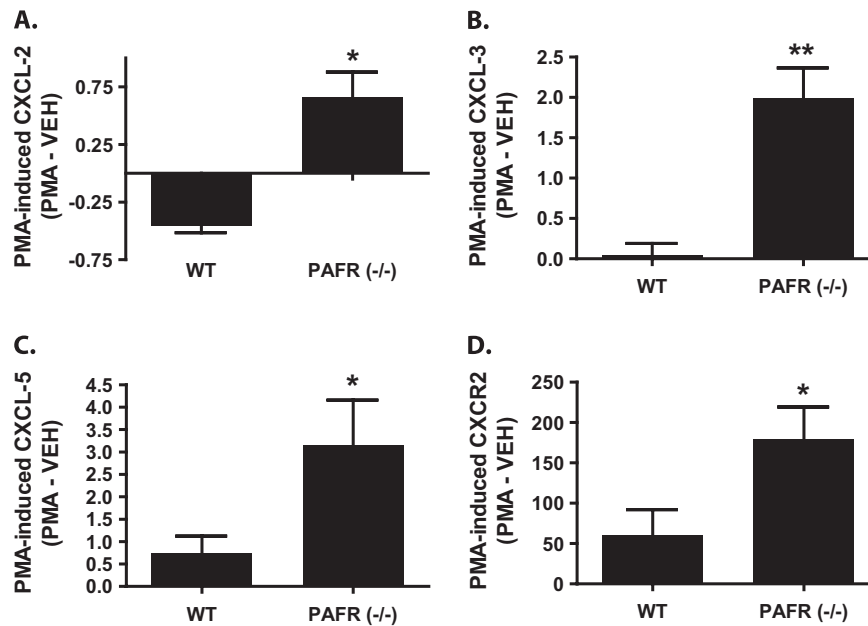 A.
PMA-induced CXCL-2
(PMA - VEH)
0.75
0.25
-0.25
-0.75
*
WT
PAFR (-/-)
B.
PMA-induced CXCL-3
(PMA - VEH)
2.5
2.0
1.5
1.0
0.5
0.0
**
WT
PAFR (-/-)
C.
PMA-induced CXCL-5
(PMA - VEH)
4.5
4.0
3.5
3.0
2.5
2.0
1.5
1.0
0.5
0.0
*
WT
PAFR (-/-)
D.
PMA-induced CXCR2
(PMA - VEH)
250
200
150
100
50
0
*
WT
PAFR (-/-)